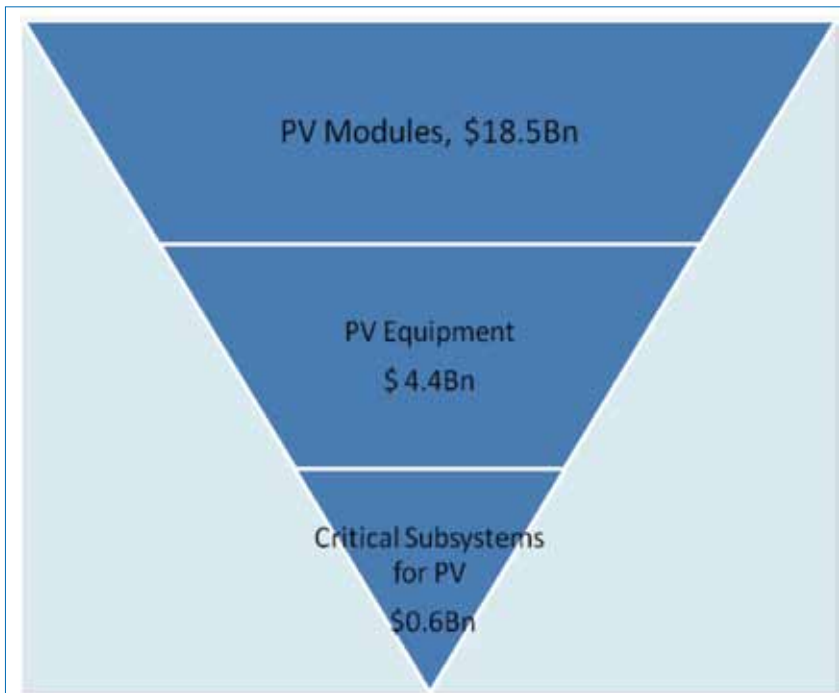 PV Modules, $18.5Bn
PV Equipment
$ 4.4Bn
Critical Subsystems
for PV
$0.6Bn